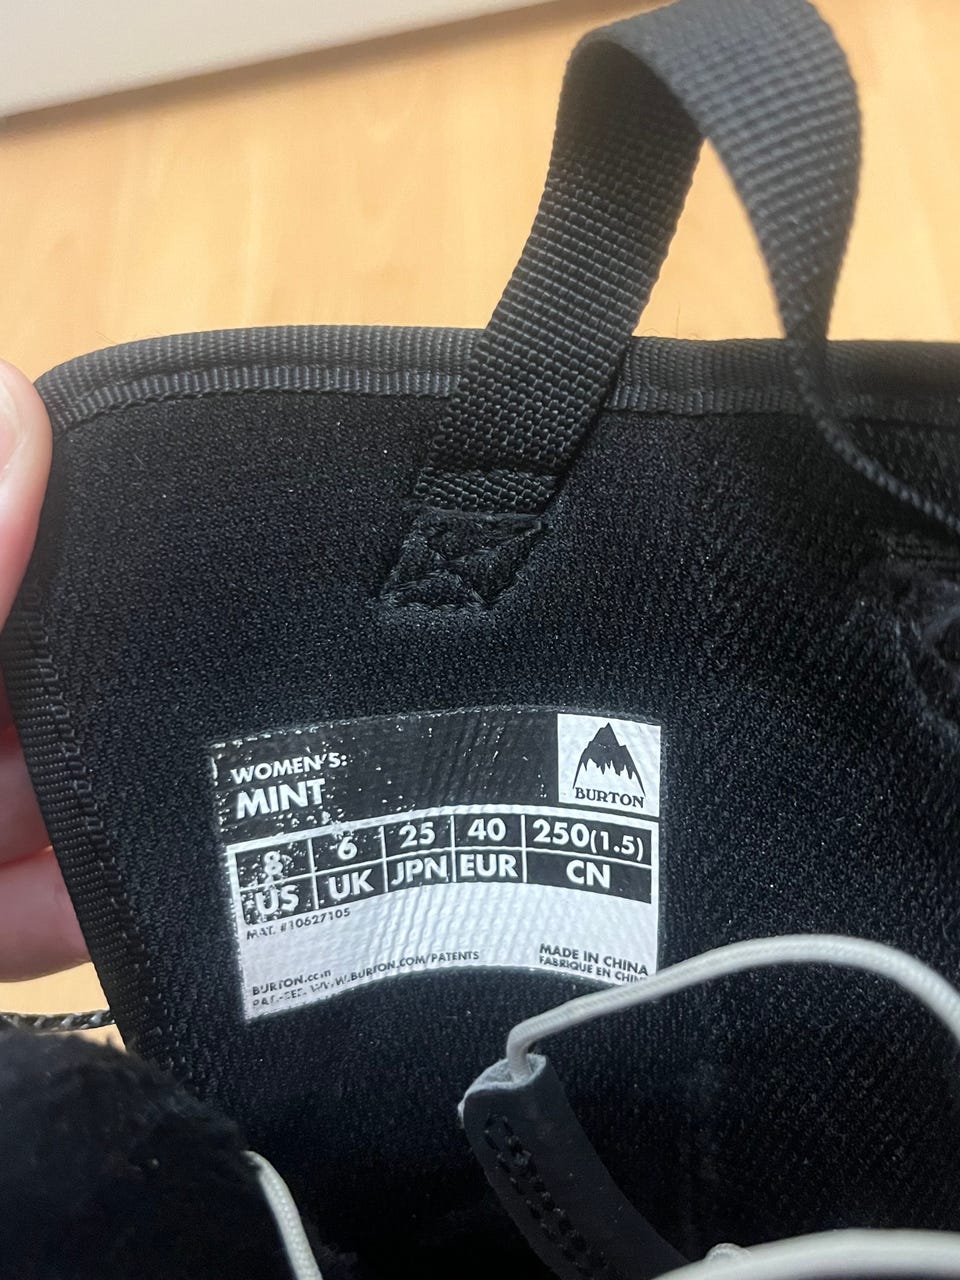 WOMEN'S:
MINT
BURTON
8 6 25 40 250(1.5)
US UK JPN EUR CN
MAT. #10627105
BURTON.com
WWW.BURTON.COM/PATENTS
MADE IN CHINA
FABRIQUE EN CHINE